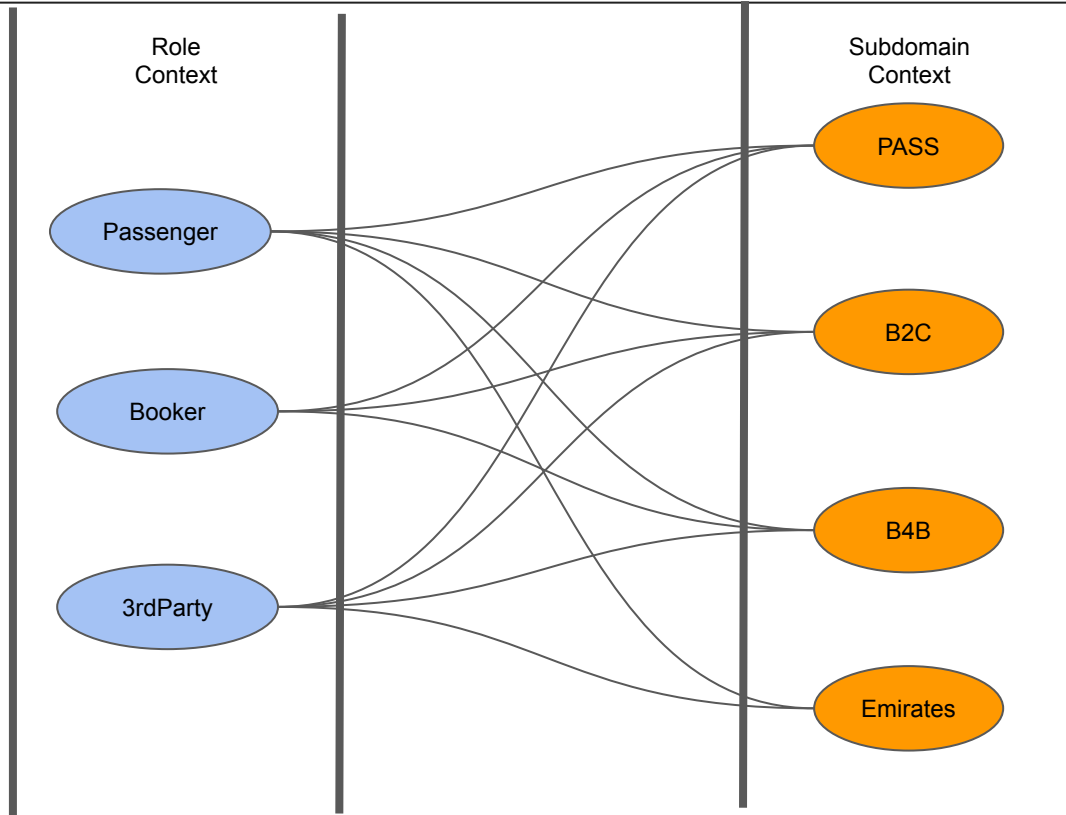 Role
Context
Subdomain
Context
PASS
Passenger
B2C
Booker
B4B
3rdParty
Emirates